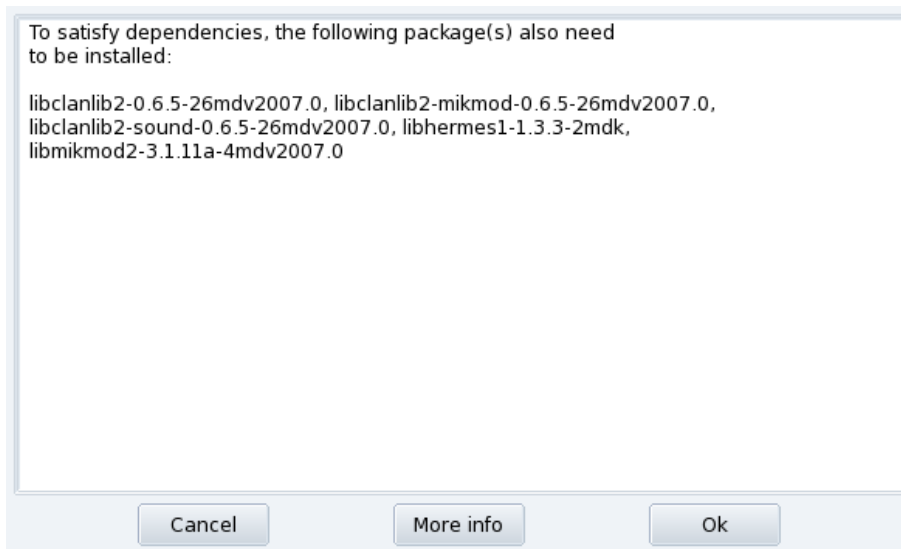 To satisfy dependencies, the following package(s) also need
to be installed:
libclanlib2-0.6.5-26mdv2007.0, libclanlib2-mikmod-0.6.5-26mdv2007.0,
libclanlib2-sound-0.6.5-26mdv2007.0, libhermes1-1.3.3-2mdk,
libmikmod2-3.1.11a-4mdv2007.0
Cancel
More info
Ok